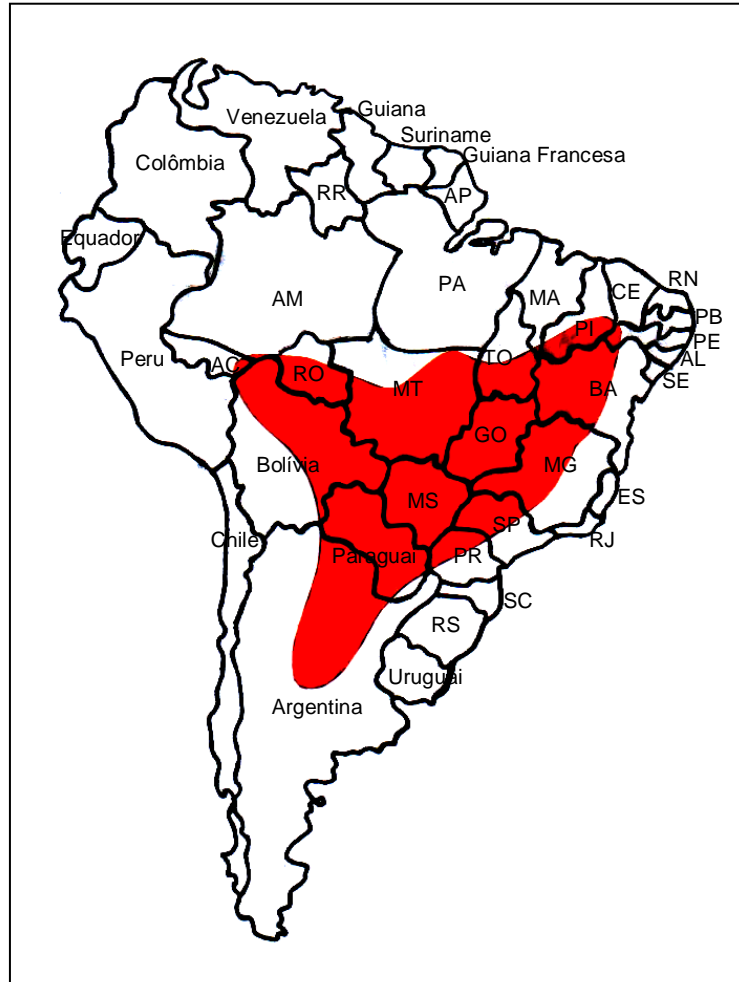 Venezuela
Guiana
Suriname
Guiana Francesa
Colômbia
RR
AP
Equador
AM
PA
MA
CE
RN
PB
PI
PE
Peru
AC
RO
MT
TO
BA
AL
SE
GO
Bolívia
MG
MS
ES
SP
Chile
Paraguai
PR
RJ
SC
RS
Uruguai
Argentina